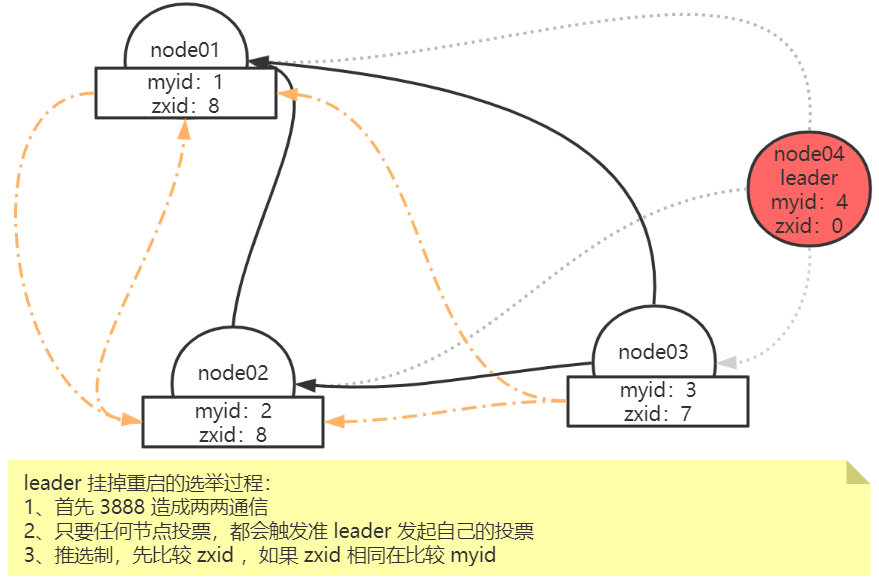 node01
myid：1
zxid：8
node04
leader
myid：4
zxid：0
node02
myid：2
zxid：8
node03
myid：3
zxid：7
leader 挂掉重启的选举过程：
1、首先 3888 造成两两通信
2、只要任何节点投票，都会触发准 leader 发起自己的投票
3、推选制，先比较 zxid ，如果 zxid 相同在比较 myid